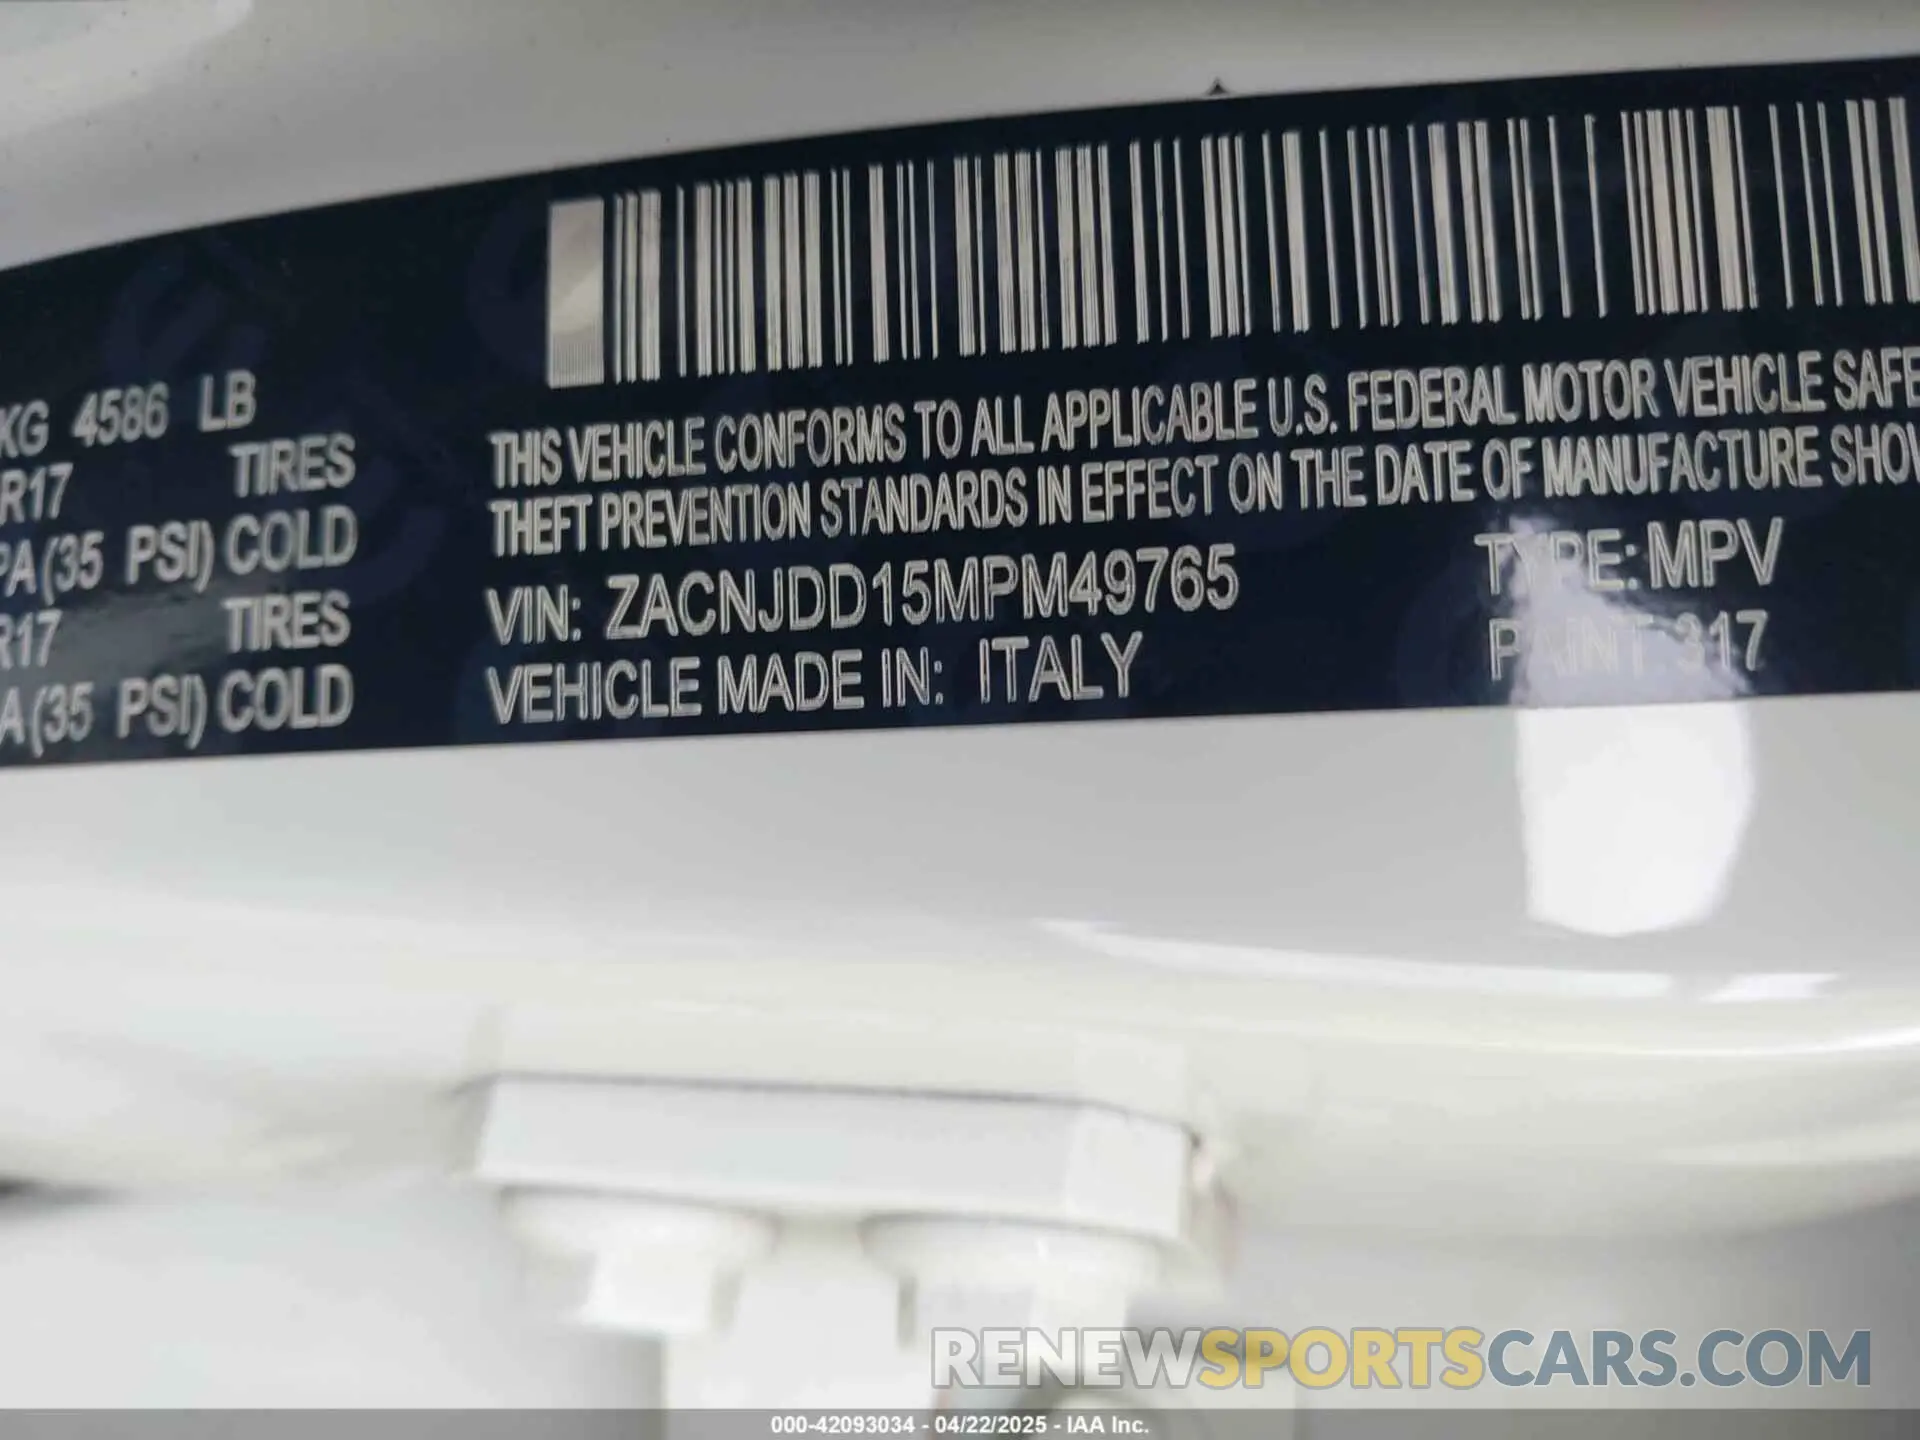 KG 4586 LB
R17 TIRES
PA (35 PSI) COLD
R17 TIRES
A (35 PSI) COLD
THIS VEHICLE CONFORMS TO ALL APPLICABLE U.S. FEDERAL MOTOR VEHICLE SAFE
THEFT PREVENTION STANDARDS IN EFFECT ON THE DATE OF MANUFACTURE SHOW
VIN: ZACNJDD15MPM49765 TYPE: MPV
VEHICLE MADE IN: ITALY PAINT 317
RENEWSPORTSCARS.COM
000-42093034 - 04/22/2025 - IAA Inc.